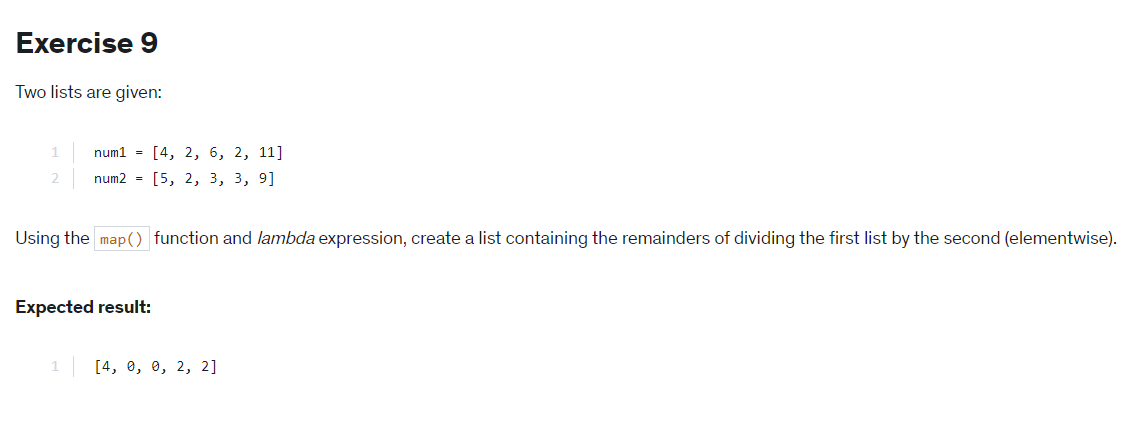 Exercise 9
Two lists are given:
1 num1 = [4, 2, 6, 2, 11]
2 num2 = [5, 2, 3, 3, 9]
Using the map() function and lambda expression, create a list containing the remainders of dividing the first list by the second (elementwise).
Expected result:
1 [4, 0, 0, 2, 2]